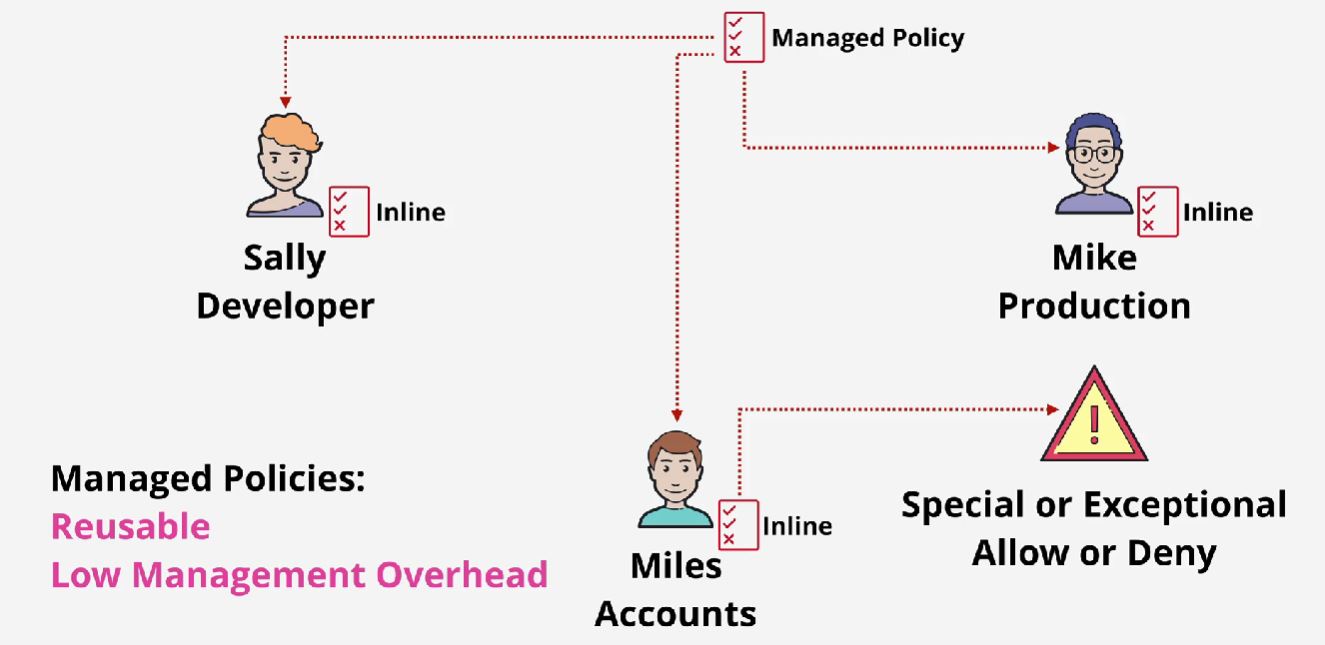 Managed Policy
Inline
Sally
Developer
Inline
Mike
Production
Managed Policies:
Reusable
Low Management Overhead
Inline
Miles
Accounts
Special or Exceptional
Allow or Deny